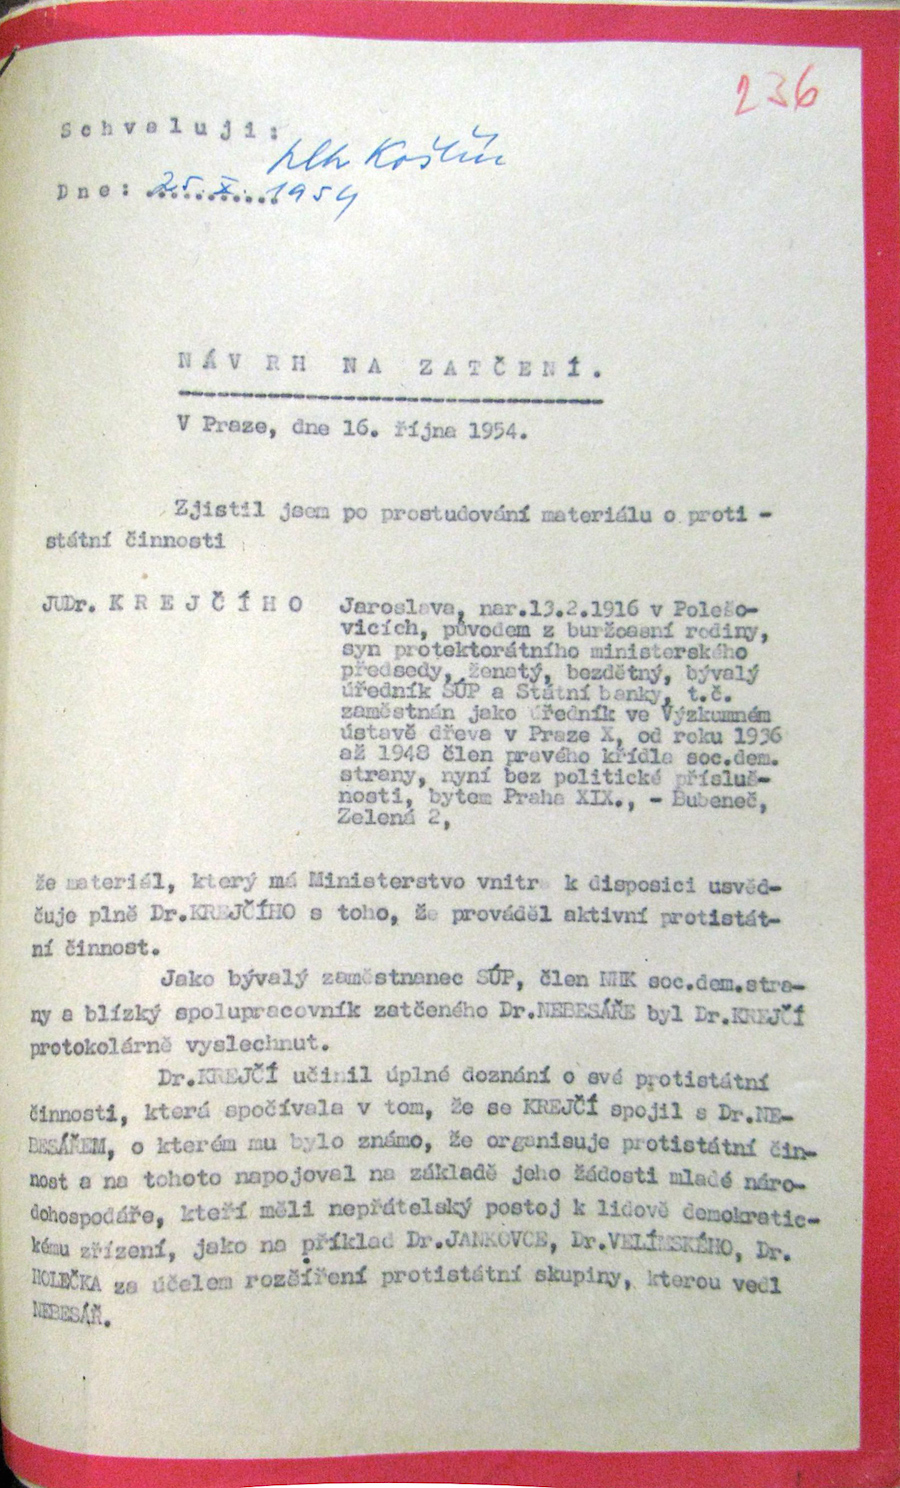 236
Schvaluji:
Dne: 25.X.1954
NÁVRH NA ZATČENÍ.
V Praze, dne 16. října 1954.
Zjistil jsem po prostudování materiálu o proti -
státní činnosti
JUDr. KREJČÍHO Jaroslava, nar.13.2.1916 v Polešo-
vicích, původem z buržoasní rodiny,
syn protektorátního ministerského
předsedy, ženatý, bezdětný, bývalý
úředník SÚP a Státní banky, t.č.
zaměstnán jako úředník ve Výzkumném
ústavě dřeva v Praze X, od roku 1936
až 1948 člen pravého křídla soc.dem.
strany, nyní bez politické přísluš-
nosti, bytem Praha XIX., - Bubeneč,
Zelená 2,
že materiál, který má Ministerstvo vnitra k disposici usvěd-
čuje plně Dr.KREJČÍHO s toho, že prováděl aktivní protistát-
ní činnost.
Jako bývalý zaměstnanec SÚP, člen NHK soc.dem.stra-
ny a blízký spolupracovník zatčeného Dr.NEBESÁŘE byl Dr.KREJČÍ
protokolárně vyslechnut.
Dr.KREJČÍ učinil úplné doznání o své protistátní
činnosti, která spočívala v tom, že se KREJČÍ spojil s Dr.NE-
BESÁŘEM, o kterém mu bylo známo, že organisuje protistátní čin-
nost a na tohoto napojoval na základě jeho žádosti mladé náro-
dohospodáře, kteří měli nepřátelský postoj k lidově demokratic-
kému zřízení, jako na příklad Dr.JANKOVCE, Dr.VELÍMSKÉHO, Dr.
HOLEČKA za účelem rozšíření protistátní skupiny, kterou vedl
NEBESÁŘ.